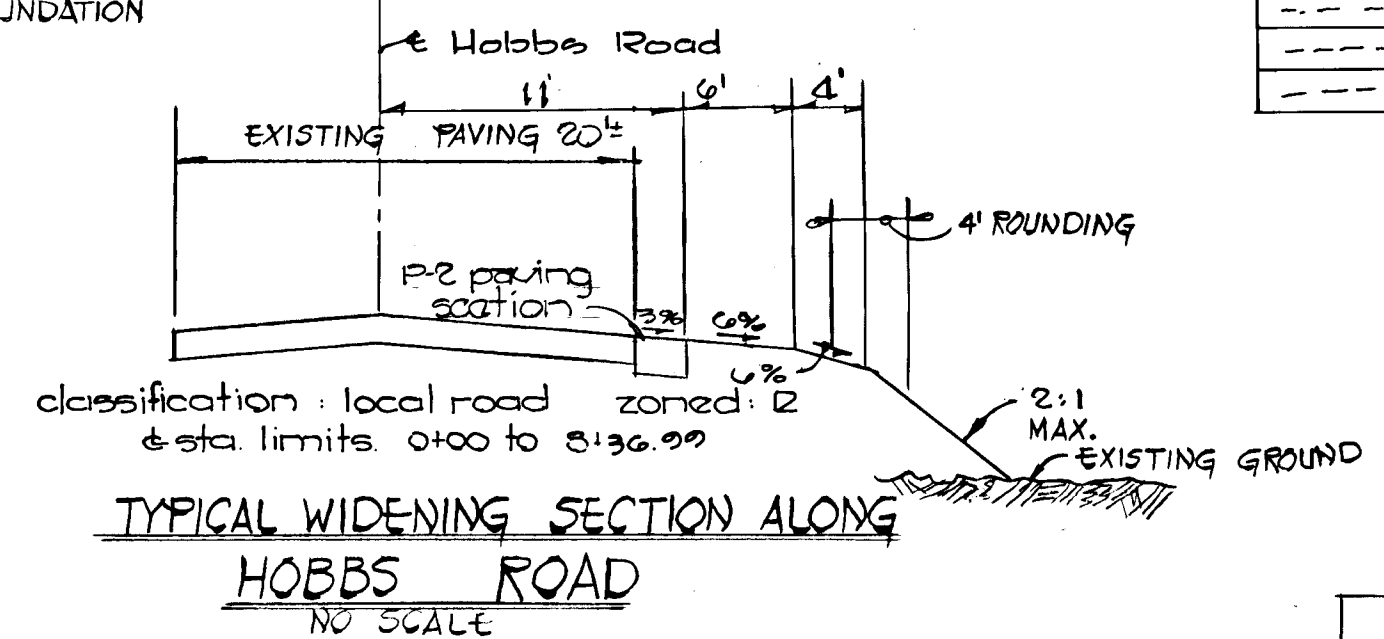 UNDATION
℄ Hobbs Road
11' 6' 4'
EXISTING PAVING 20'±
4' ROUNDING
P-2 paving
section
3% 6%
6%
classification : local road zoned: R
℄ sta. limits. 0+00 to 8+36.99
2:1
MAX.
EXISTING GROUND
TYPICAL WIDENING SECTION ALONG
HOBBS ROAD
NO SCALE